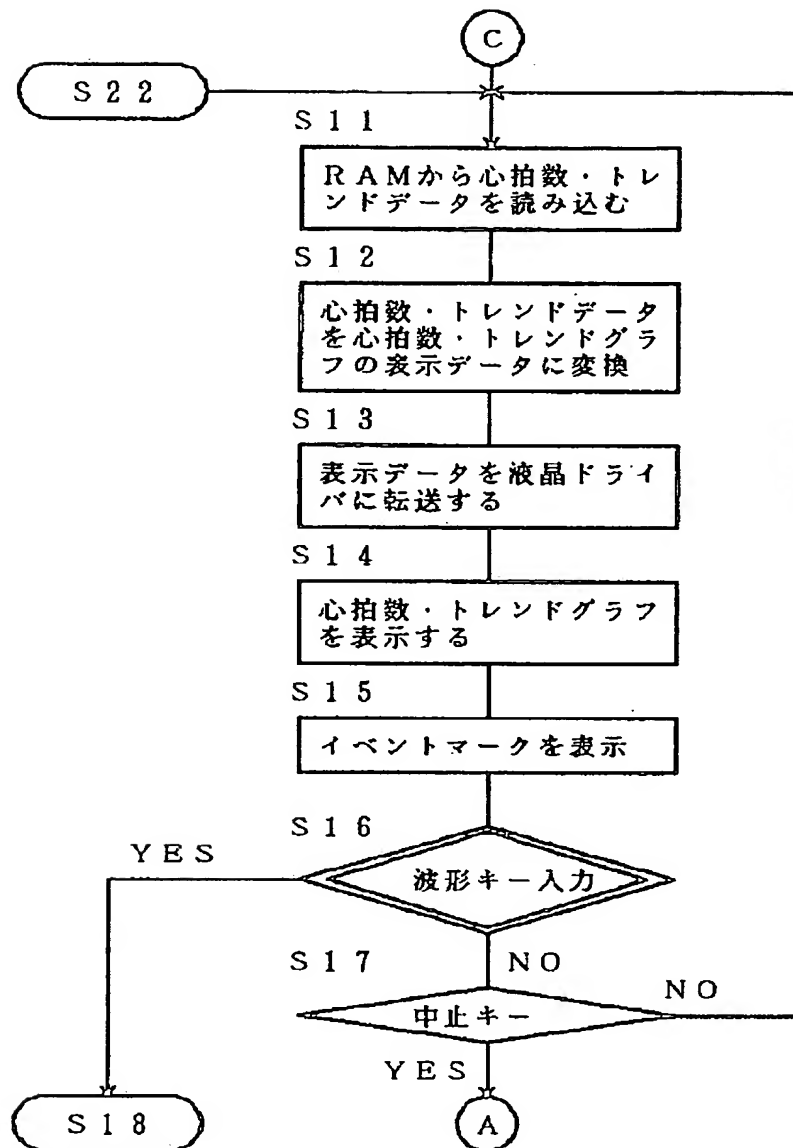 C
S22
S11
RAMから心拍数・トレ
ンドデータを読み込む
S12
心拍数・トレンドデータ
を心拍数・トレンドグラ
フの表示データに変換
S13
表示データを液晶ドライ
バに転送する
S14
心拍数・トレンドグラフ
を表示する
S15
イベントマークを表示
S16
YES
波形キー入力
S17
NO
中止キー
NO
YES
S18
A